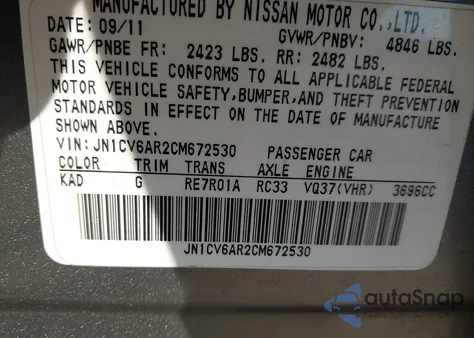 MANUFACTURED BY NISSAN MOTOR CO.,LTD.
DATE: 09/11 GVWR/PNBV: 4846 LBS.
GAWR/PNBE FR: 2423 LBS. RR: 2482 LBS.
THIS VEHICLE CONFORMS TO ALL APPLICABLE FEDERAL
MOTOR VEHICLE SAFETY,BUMPER,AND THEFT PREVENTION
STANDARDS IN EFFECT ON THE DATE OF MANUFACTURE
SHOWN ABOVE.
VIN:JN1CV6AR2CM672530 PASSENGER CAR
COLOR TRIM TRANS AXLE ENGINE
KAD G RE7R01A RC33 VQ37(VHR) 3696CC
JN1CV6AR2CM672530
autoSnap